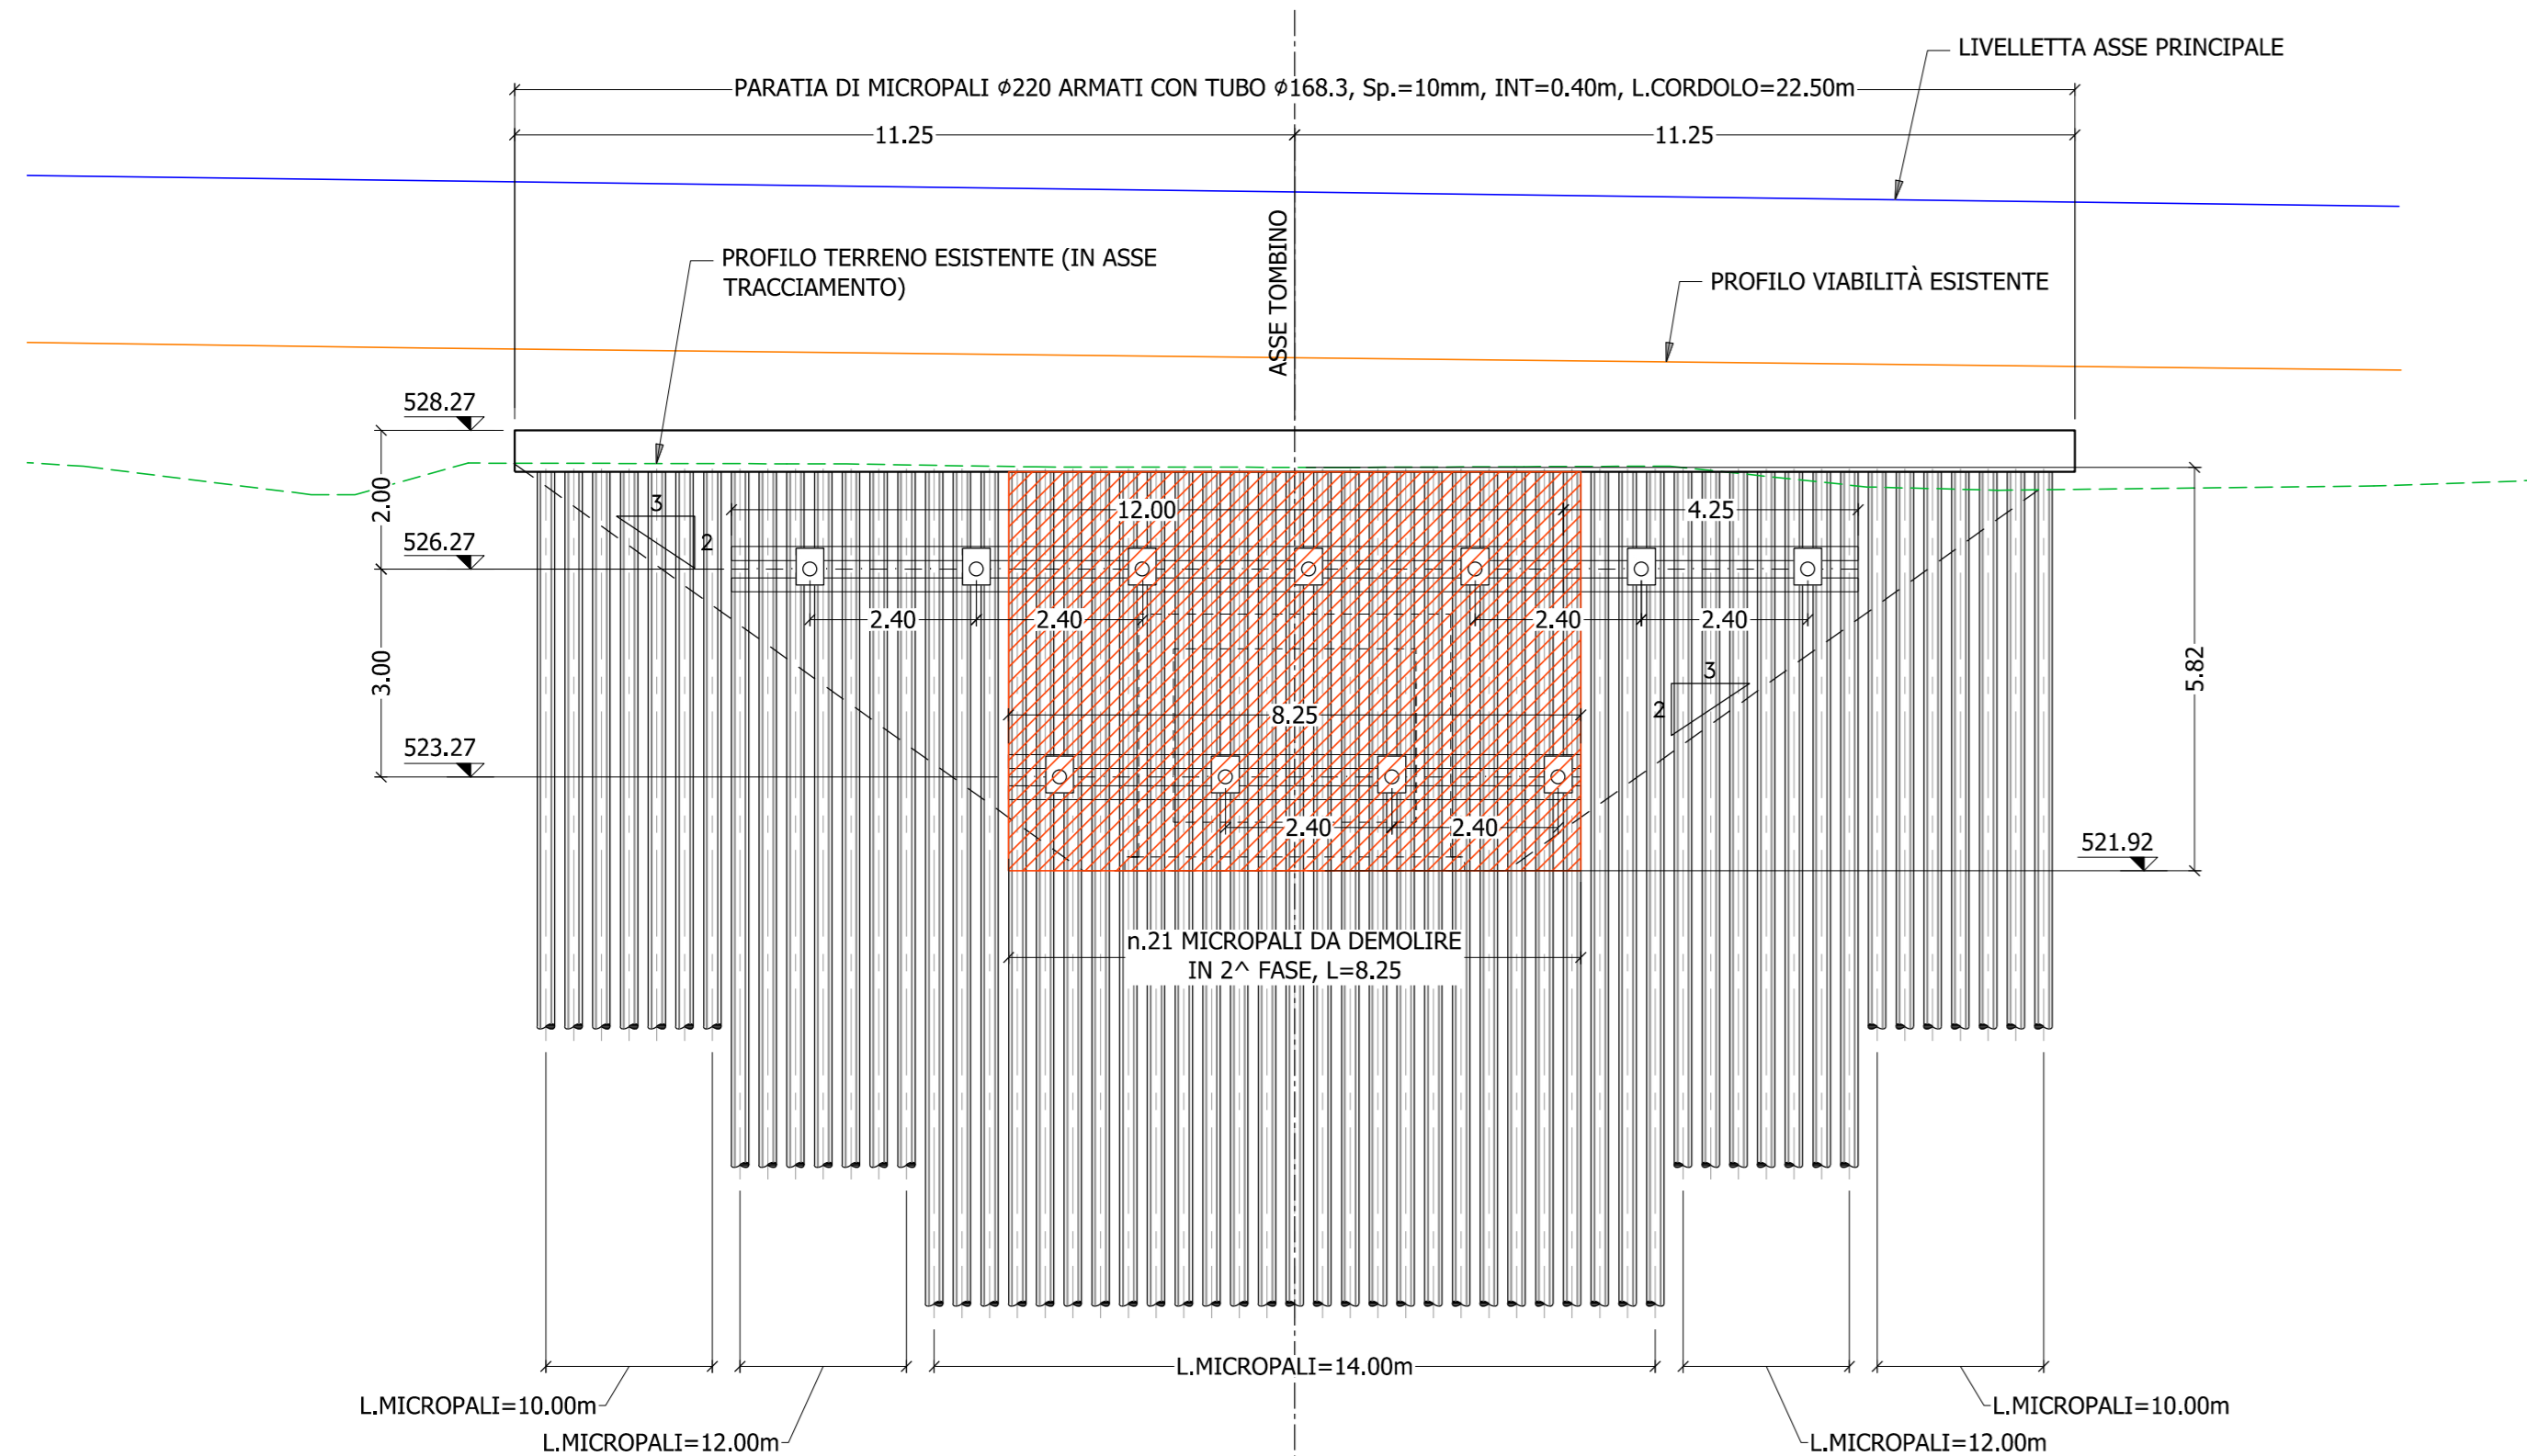 LIVELLETTA ASSE PRINCIPALE
PARATIA DI MICROPALI ⌀220 ARMATI CON TUBO ⌀168.3, Sp.=10mm, INT=0.40m, L.CORDOLO=22.50m
11.25
11.25
ASSE TOMBINO
PROFILO TERRENO ESISTENTE (IN ASSE
TRACCIAMENTO)
PROFILO VIABILITÀ ESISTENTE
528.27
2.00
3
2
12.00
4.25
526.27
2.40
2.40
2.40
2.40
3.00
5.82
3
2
8.25
523.27
2.40
2.40
521.92
n.21 MICROPALI DA DEMOLIRE
IN 2^ FASE, L=8.25
L.MICROPALI=14.00m
L.MICROPALI=10.00m
L.MICROPALI=10.00m
L.MICROPALI=12.00m
L.MICROPALI=12.00m